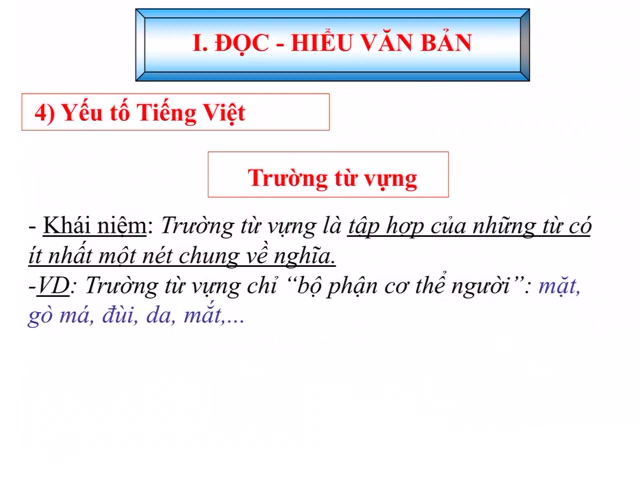 I. ĐỌC - HIỂU VĂN BẢN
4) Yếu tố Tiếng Việt
Trường từ vựng
- Khái niệm: Trường từ vựng là tập hợp của những từ có
ít nhất một nét chung về nghĩa.
-VD: Trường từ vựng chỉ “bộ phận cơ thể người”: mặt,
gò má, đùi, da, mắt,...